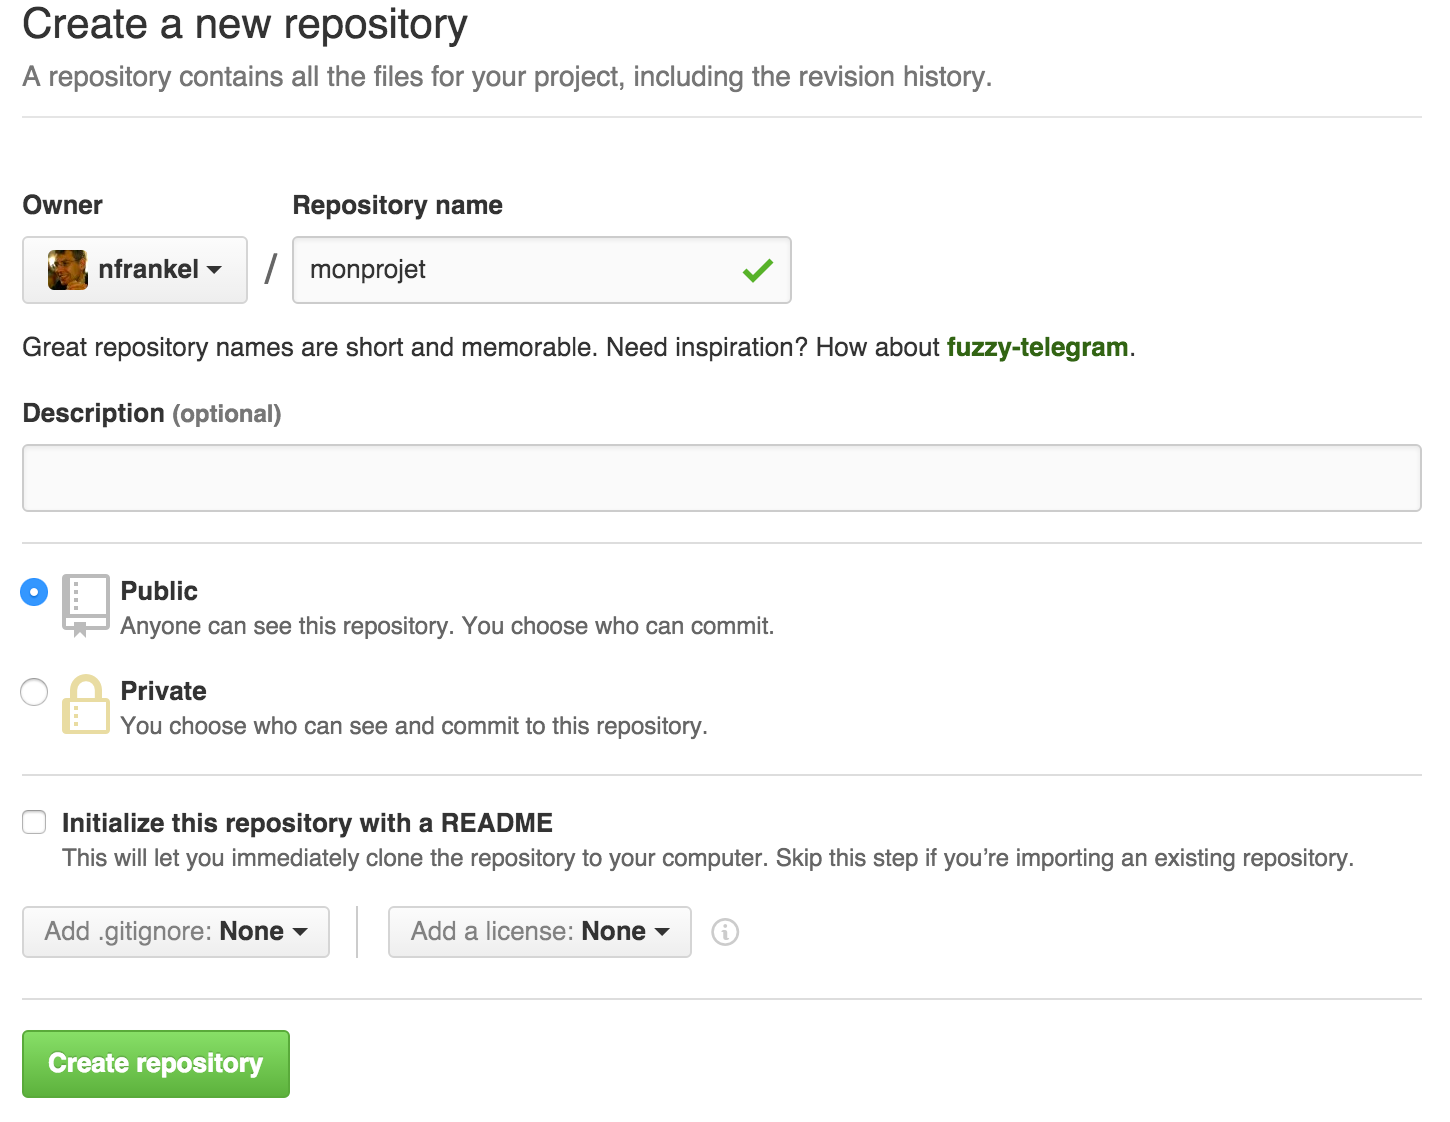 Create a new repository
A repository contains all the files for your project, including the revision history.
Owner
Repository name
nfrankel
/
monprojet
Great repository names are short and memorable. Need inspiration? How about fuzzy-telegram.
Description (optional)
Public
Anyone can see this repository. You choose who can commit.
Private
You choose who can see and commit to this repository.
Initialize this repository with a README
This will let you immediately clone the repository to your computer. Skip this step if you’re importing an existing repository.
Add .gitignore: None
Add a license: None
Create repository